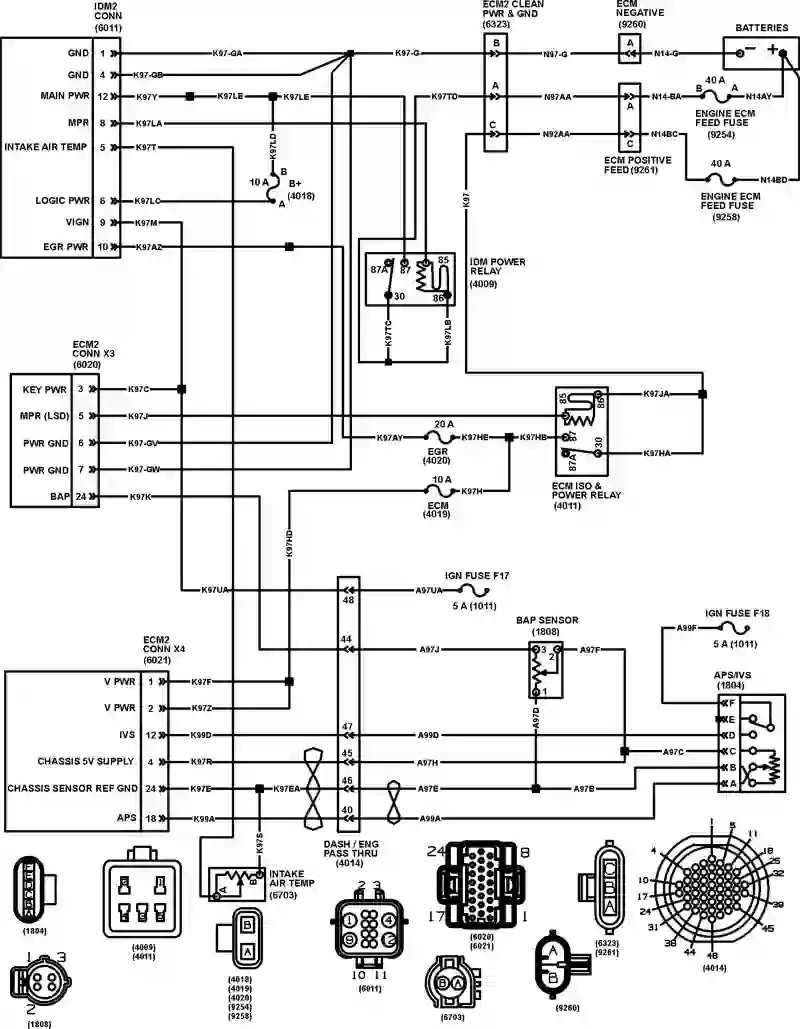 IDM2
CONN
(6011)
ECM2 CLEAN
PWR & GND
(6323)
ECM
NEGATIVE
(9260)
BATTERIES
GND 1 K97-GA K97-G B N97-G A N14-G − +
GND 4 K97-GB
MAIN PWR 12 K97Y K97LE K97LE K97TD A N97AA A N14-BA B 40 A A N14AY
ENGINE ECM
FEED FUSE
(9254)
MPR 8 K97LA C N92AA C N14BC
INTAKE AIR TEMP 5 K97T K97LD
ECM POSITIVE
FEED (9261)
40 A
N14BD
ENGINE ECM
FEED FUSE
(9258)
B
10 A B+
(4018)
A
LOGIC PWR 6 K97LC
K97
VIGN 9 K97M
EGR PWR 10 K97AZ
87A 87 85
30 86
IDM POWER
RELAY
(4009)
K97TC K97LB
ECM2
CONN X3
(6020)
KEY PWR 3 K97C
MPR (LSD) 5 K97J
PWR GND 6 K97-GV
PWR GND 7 K97-GW
BAP 24 K97K
85 86 K97JA
20 A
K97AY K97HE K97HB 87 30
EGR
(4020)
87A K97HA
10 A
K97H
ECM
(4019)
ECM ISO &
POWER RELAY
(4011)
K97HD
IGN FUSE F17
K97UA 48 A97UA
5 A (1011)
ECM2
CONN X4
(6021)
44 A97J
BAP SENSOR
(1808)
3 2 A97F
1
A97D
IGN FUSE F18
A99F
5 A (1011)
APS/IVS
(1804)
V PWR 1 K97F F
V PWR 2 K97Z E
IVS 12 K99D 47 A99D D
CHASSIS 5V SUPPLY 4 K97R 45 A97H A97C C
CHASSIS SENSOR REF GND 24 K97E K97EA 46 A97E A97B B
APS 18 K99A 40 A99A A
K97S
DASH / ENG
PASS THRU
(4014)
A B
INTAKE
AIR TEMP
(6703)
(1804)
(4009)
(4011)
B
A
(4018)
(4019)
(4020)
(9254)
(9258)
2 3
1 4
9 12
10 11
(6011)
24 8
17 1
(6020)
(6021)
C
B
A
(6323)
(9261)
1
5
11
4
18
26
10
32
17
39
24
31
45
38
44
48
(4014)
1 3
2
(1808)
B A
(6703)
A
B
(9260)